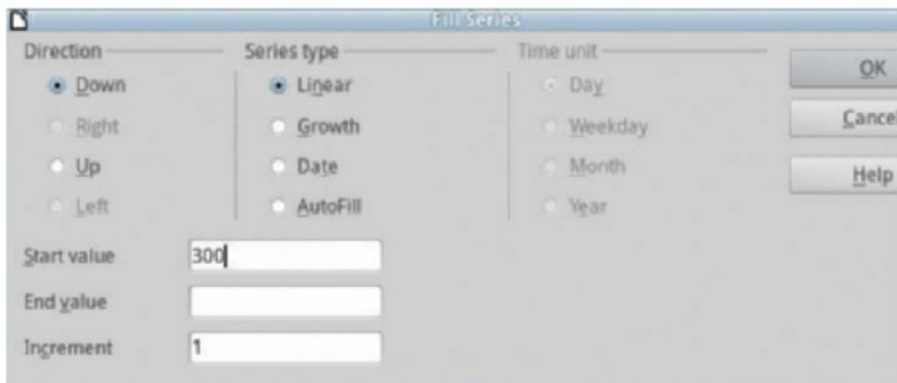 Fill Series
Direction
Down
Right
Up
Left
Series type
Linear
Growth
Date
AutoFill
Time unit
Day
Weekday
Month
Year
OK
Cancel
Help
Start value 300
End value
Increment 1